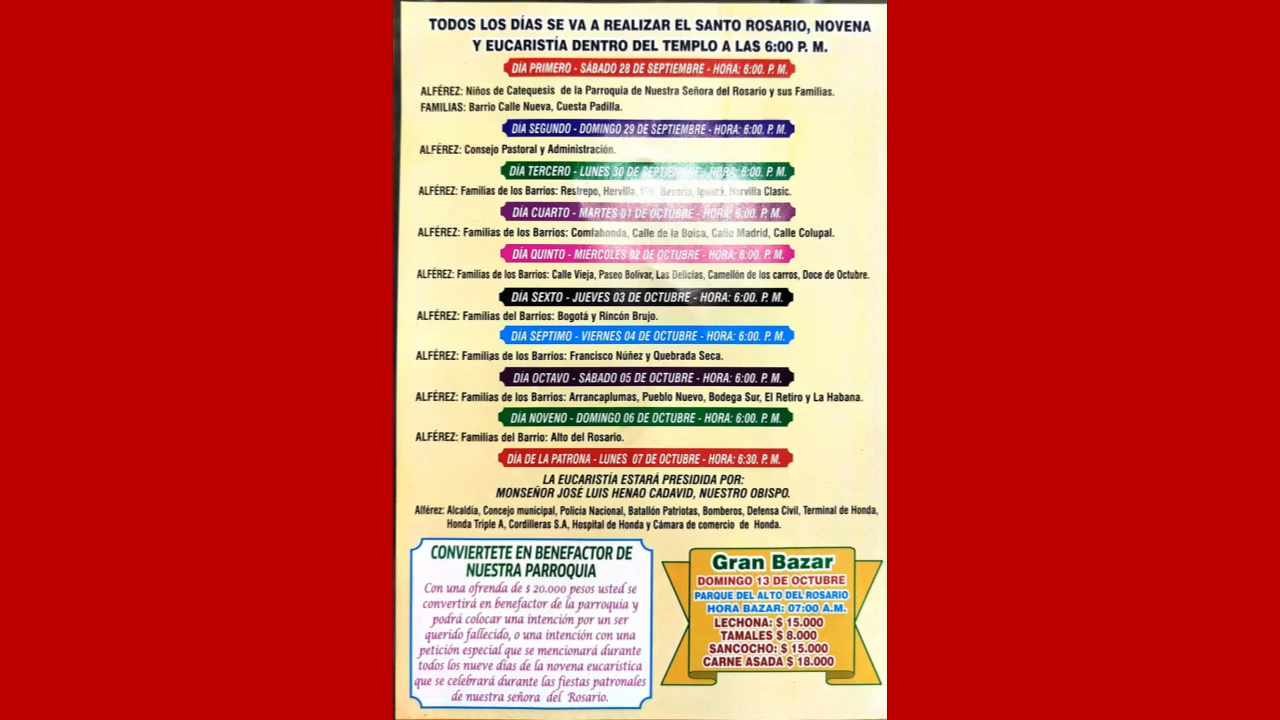 TODOS LOS DÍAS SE VA A REALIZAR EL SANTO ROSARIO, NOVENA
Y EUCARISTÍA DENTRO DEL TEMPLO A LAS 6:00 P. M.
DÍA PRIMERO - SÁBADO 28 DE SEPTIEMBRE - HORA: 6:00. P. M.
ALFÉREZ: Niños de Catequesis de la Parroquia de Nuestra Señora del Rosario y sus Familias.
FAMILIAS: Barrio Calle Nueva, Cuesta Padilla.
DÍA SEGUNDO - DOMINGO 29 DE SEPTIEMBRE - HORA: 6:00. P. M.
ALFÉREZ: Consejo Pastoral y Administración.
DÍA TERCERO - LUNES 30 DE SEPTIEMBRE - HORA: 6:00. P. M.
ALFÉREZ: Familias de los Barrios: Restrepo, Hervilla, Bavaria, Hervilla Clasic.
DÍA CUARTO - MARTES 01 DE OCTUBRE - HORA: 6:00. P. M.
ALFÉREZ: Familias de los Barrios: Comfahonda, Calle de la Bolsa, Calle Madrid, Calle Colupal.
DÍA QUINTO - MIÉRCOLES 02 DE OCTUBRE - HORA: 6:00. P. M.
ALFÉREZ: Familias de los Barrios: Calle Vieja, Paseo Bolívar, Las Delicias, Camellón de los carros, Doce de Octubre.
DÍA SEXTO - JUEVES 03 DE OCTUBRE - HORA: 6:00. P. M.
ALFÉREZ: Familias del Barrios: Bogotá y Rincón Brujo.
DÍA SÉPTIMO - VIERNES 04 DE OCTUBRE - HORA: 6:00. P. M.
ALFÉREZ: Familias de los Barrios: Francisco Núñez y Quebrada Seca.
DÍA OCTAVO - SÁBADO 05 DE OCTUBRE - HORA: 6:00. P. M.
ALFÉREZ: Familias de los Barrios: Arrancaplumas, Pueblo Nuevo, Bodega Sur, El Retiro y La Habana.
DÍA NOVENO - DOMINGO 06 DE OCTUBRE - HORA: 6:00. P. M.
ALFÉREZ: Familias del Barrio: Alto del Rosario.
DÍA DE LA PATRONA - LUNES 07 DE OCTUBRE - HORA: 6:30. P. M.
LA EUCARISTÍA ESTARÁ PRESIDIDA POR:
MONSEÑOR JOSÉ LUIS HENAO CADAVID, NUESTRO OBISPO.
Alférez: Alcaldía, Concejo municipal, Policía Nacional, Batallón Patriotas, Bomberos, Defensa Civil, Terminal de Honda,
Honda Triple A, Cordilleras S.A, Hospital de Honda y Cámara de comercio de Honda.
CONVIERTETE EN BENEFACTOR DE
NUESTRA PARROQUIA
Con una ofrenda de $ 20.000 pesos usted se
convertirá en benefactor de la parroquia y
podrá colocar una intención por un ser
querido fallecido, o una intención con una
petición especial que se mencionará durante
todos los nueve días de la novena eucarística
que se celebrará durante las fiestas patronales
de nuestra señora del Rosario.
Gran Bazar
DOMINGO 13 DE OCTUBRE
PARQUE DEL ALTO DEL ROSARIO
HORA BAZAR: 07:00 A.M.
LECHONA: $ 15.000
TAMALES $ 8.000
SANCOCHO: $ 15.000
CARNE ASADA $ 18.000